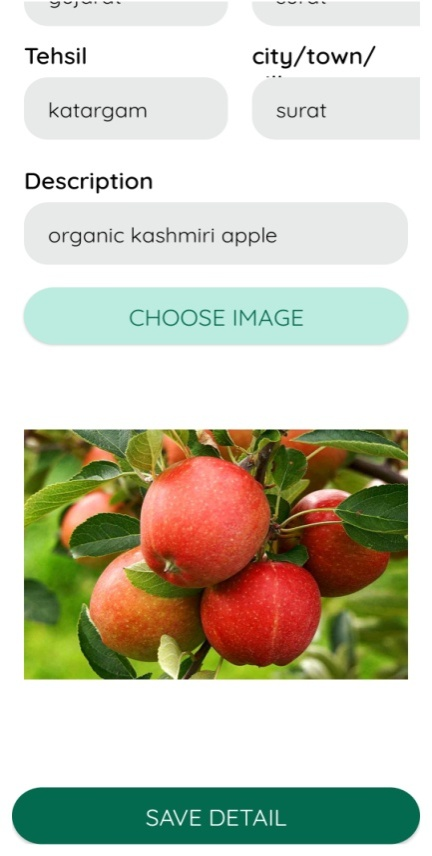 Tehsil
city/town/
katargam
surat
Description
organic kashmiri apple
CHOOSE IMAGE
SAVE DETAIL